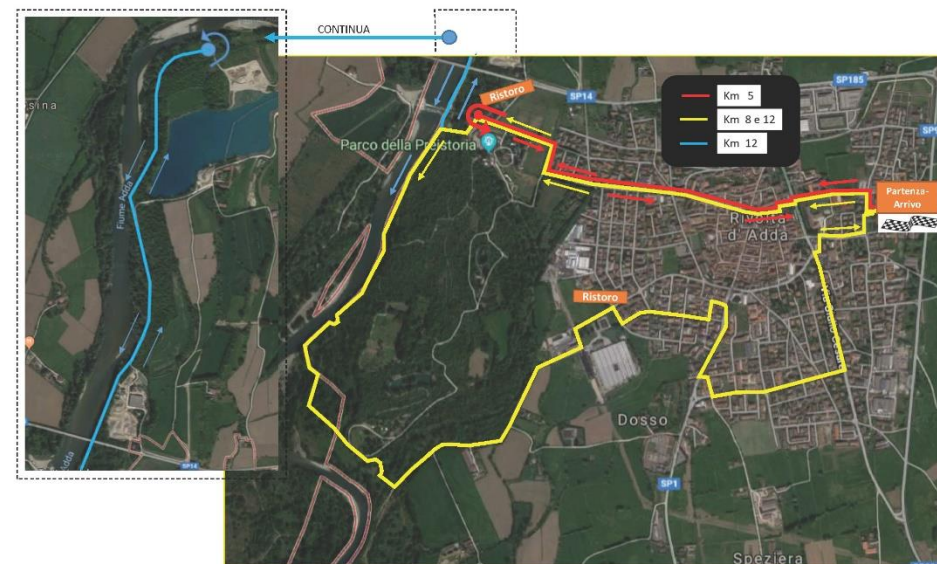 CONTINUA
SP14
SP185
Ristoro
Km 5
Km 8 e 12
Km 12
Parco della Preistoria
Partenza-
Arrivo
Rivolta
d'Adda
Fiume Adda
Ristoro
Dosso
SP1
Adda
SP14
Speziera